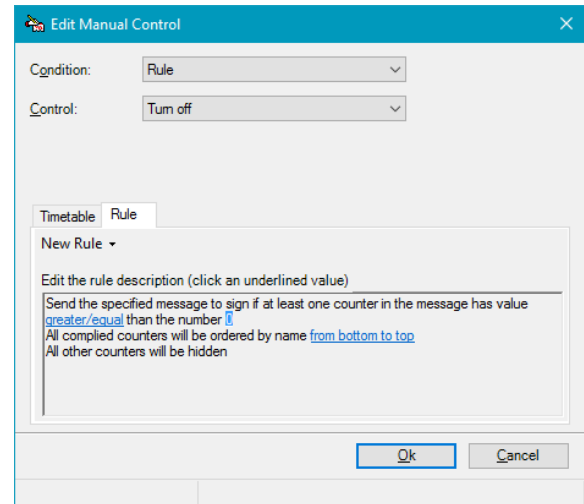 Edit Manual Control
Condition: Rule
Control: Turn off
Timetable Rule
New Rule
Edit the rule description (click an underlined value)
Send the specified message to sign if at least one counter in the message has value
greater/equal than the number 0
All complied counters will be ordered by name from bottom to top
All other counters will be hidden
Ok Cancel